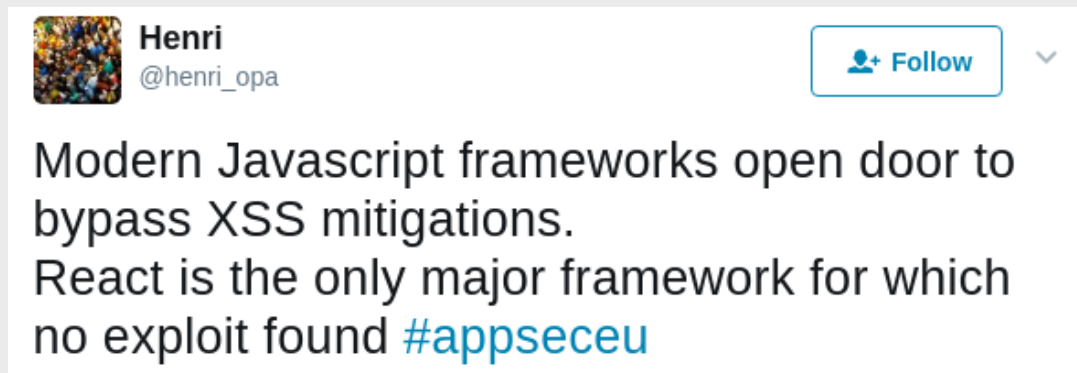 Henri
@henri_opa
Follow
Modern Javascript frameworks open door to
bypass XSS mitigations.
React is the only major framework for which
no exploit found #appseceu